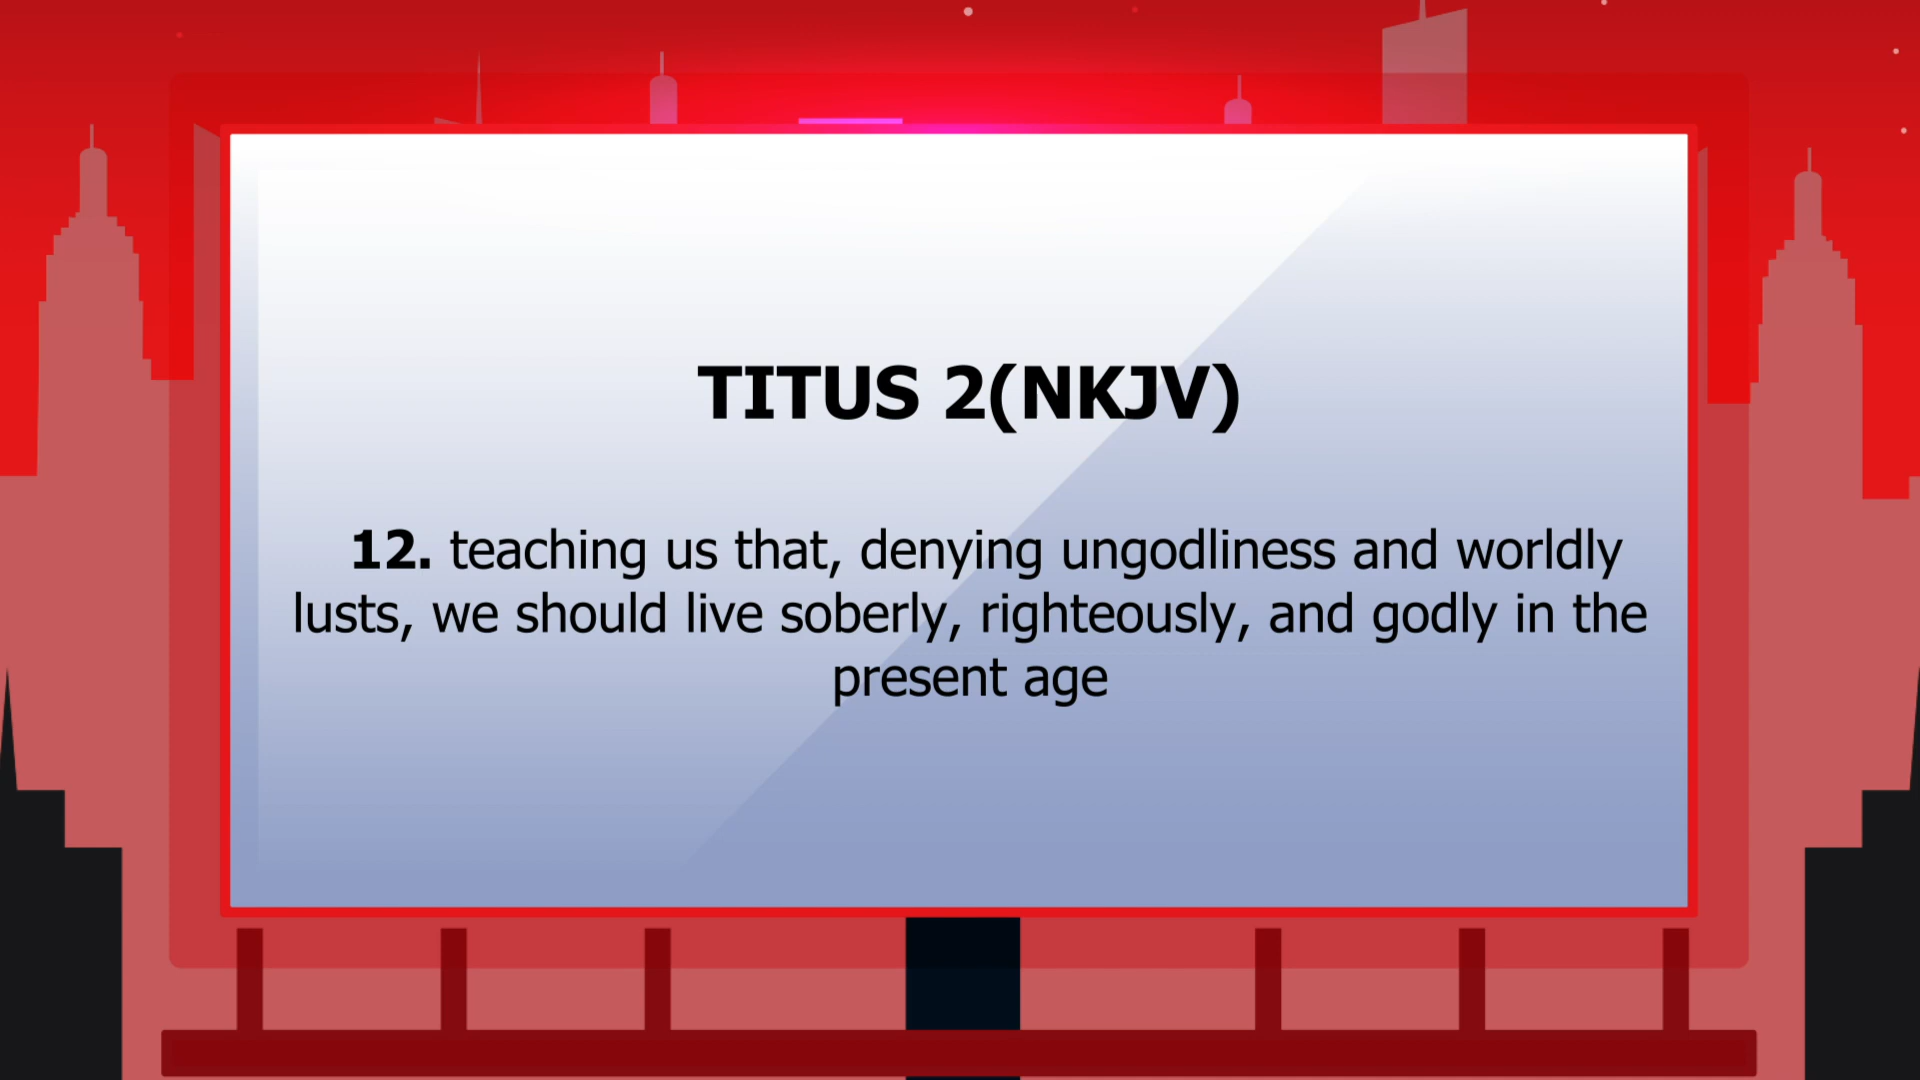 TITUS 2(NKJV)
12. teaching us that, denying ungodliness and worldly
lusts, we should live soberly, righteously, and godly in the
present age